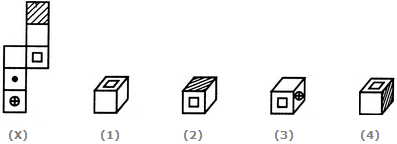 (X) (1) (2) (3) (4)